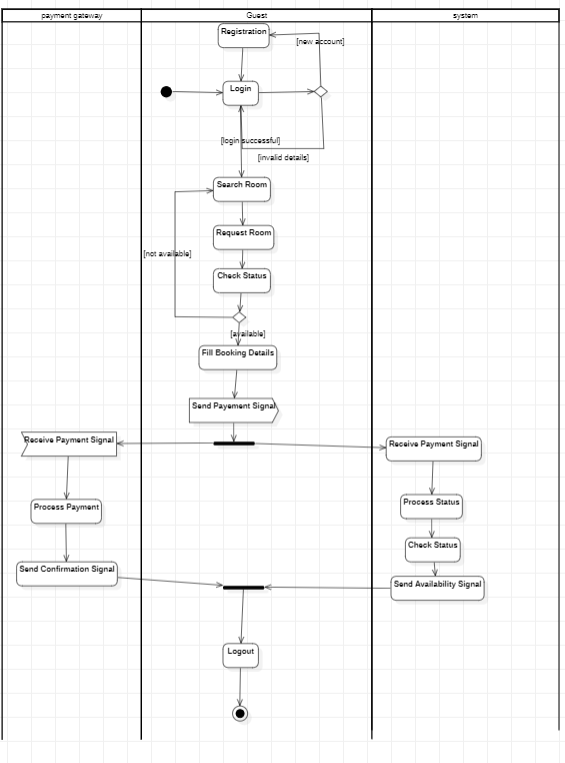 payment gateway
Guest
system
Registration
[new account]
Login
[login successful]
[invalid details]
Search Room
Request Room
[not available]
Check Status
[available]
Fill Booking Details
Send Payement Signal
Receive Payment Signal
Receive Payment Signal
Process Payment
Process Status
Check Status
Send Confirmation Signal
Send Availability Signal
Logout